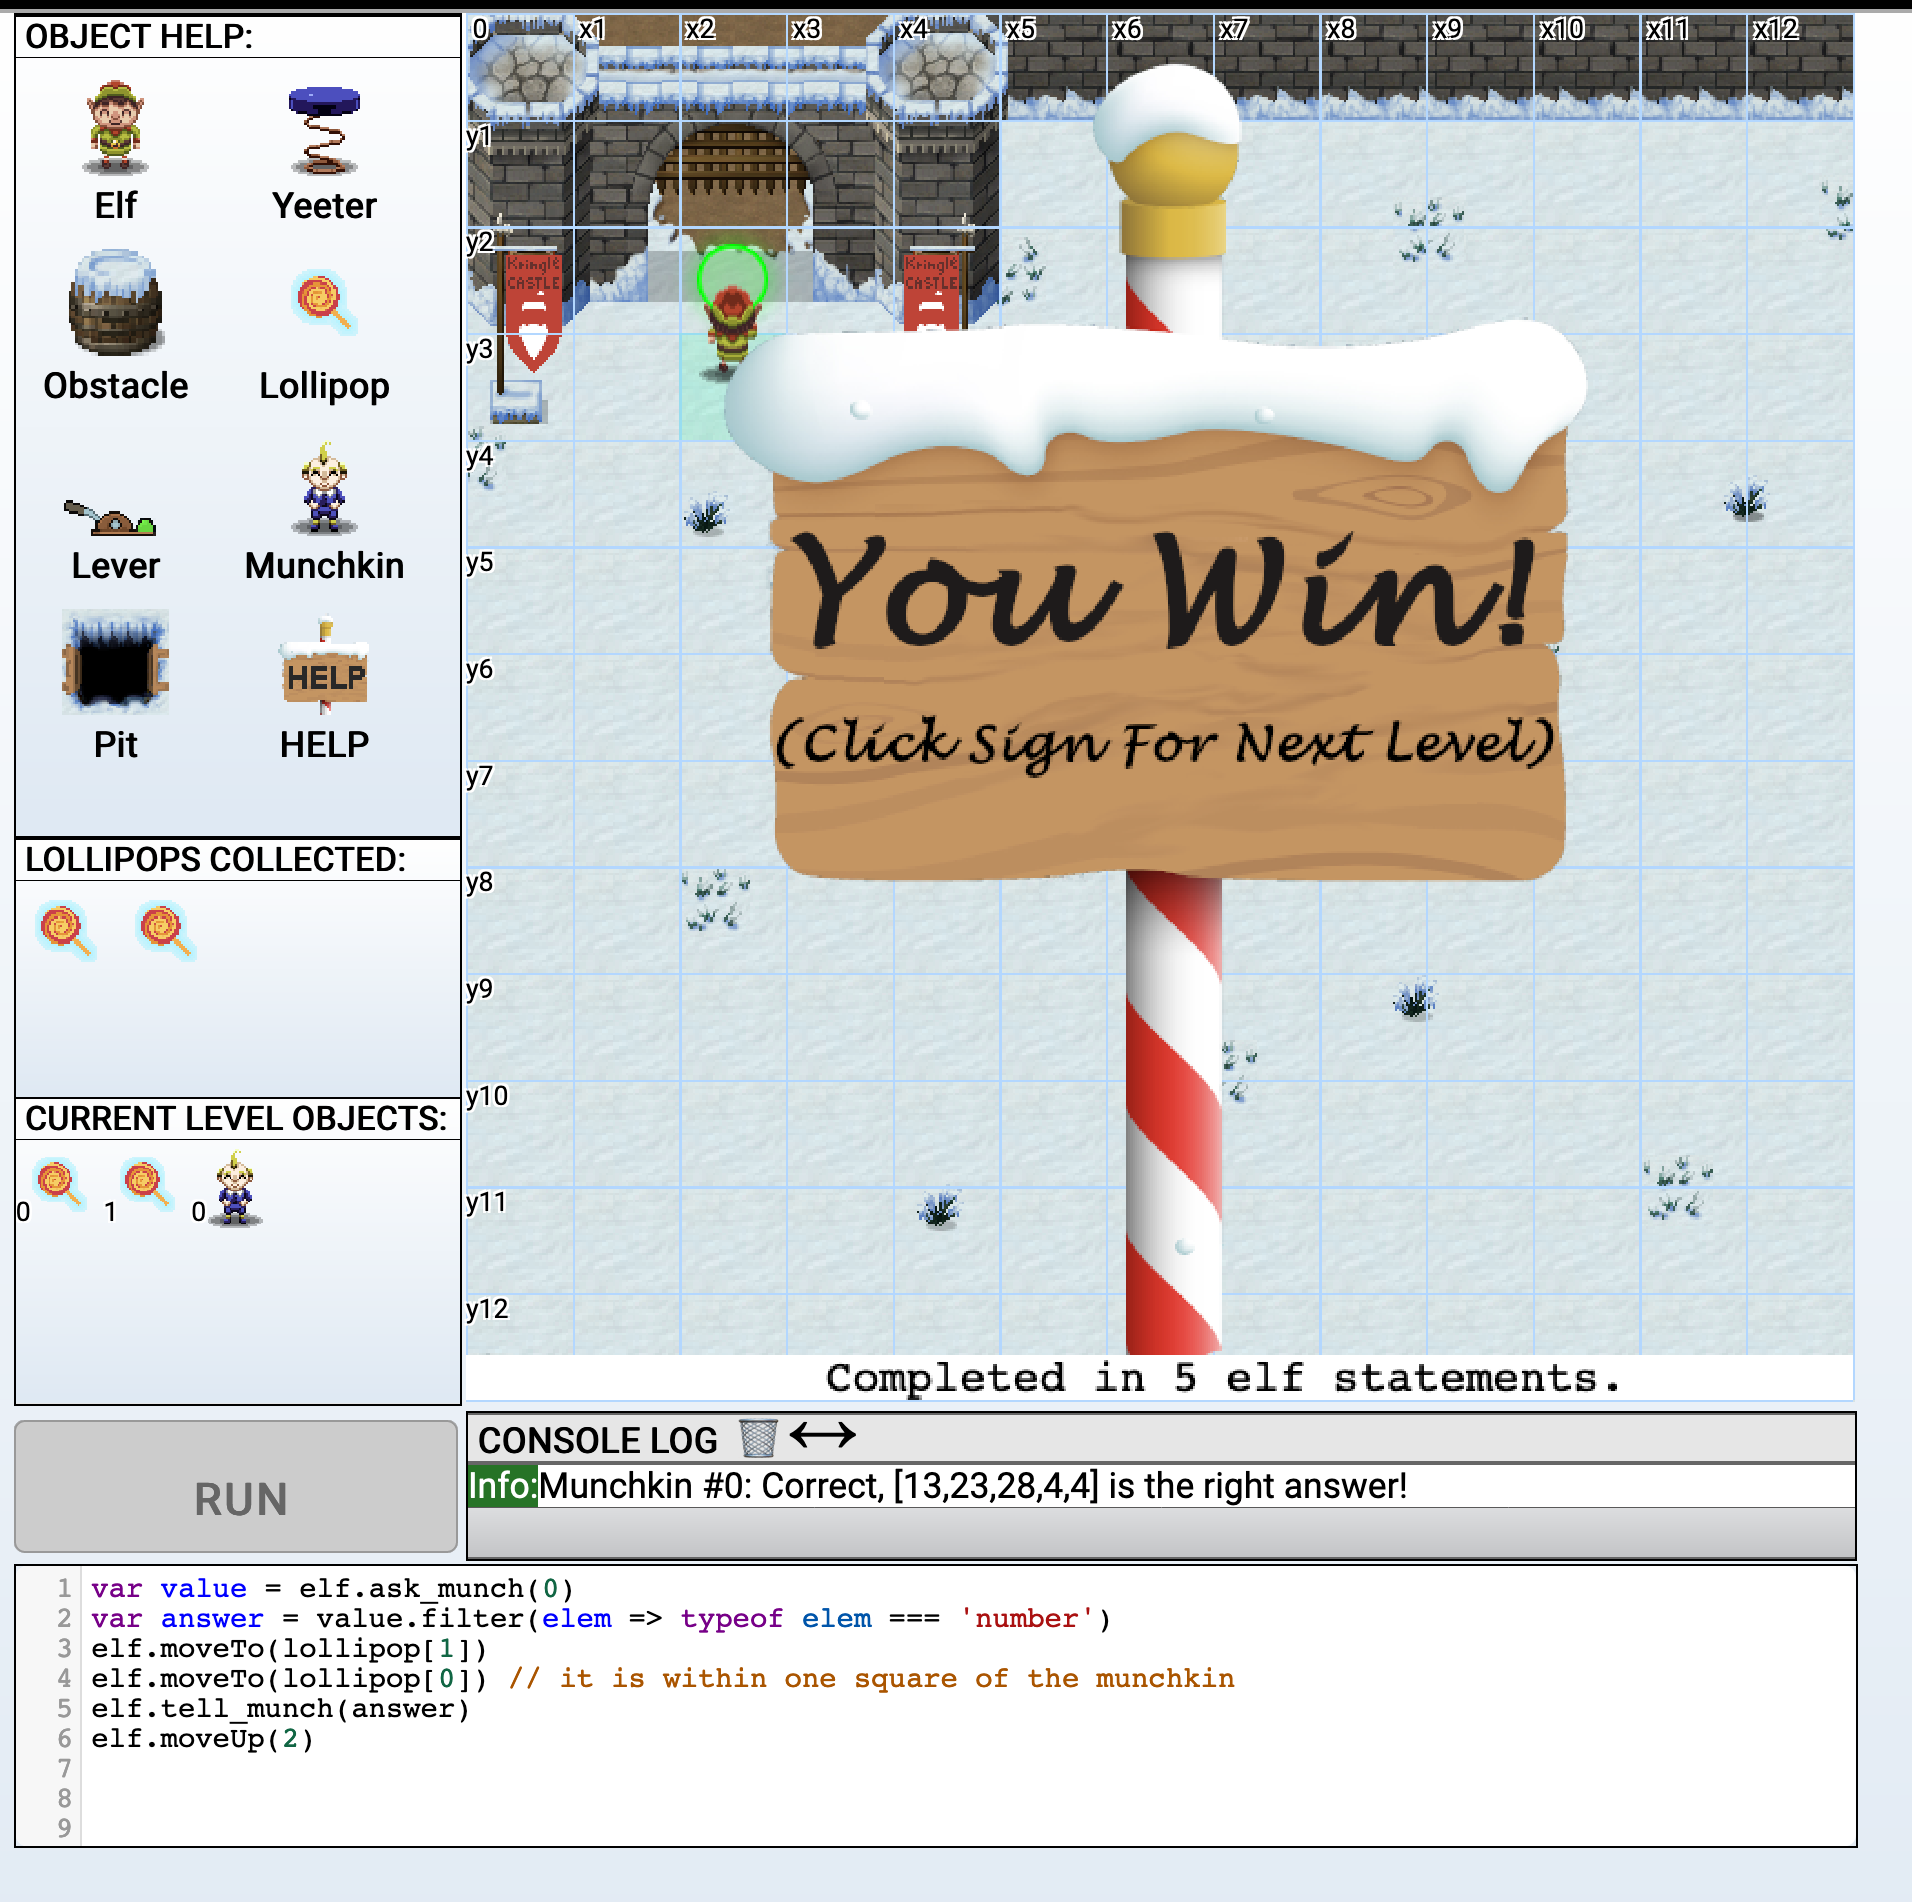 OBJECT HELP:
Elf
Yeeter
Obstacle
Lollipop
Lever
Munchkin
Pit
HELP
HELP
LOLLIPOPS COLLECTED:
CURRENT LEVEL OBJECTS:
0
1
0
RUN
0 x1 x2 x3 x4 x5 x6 x7 x8 x9 x10 x11 x12
y1
y2
y3
y4
y5
y6
y7
y8
y9
y10
y11
y12
Kringle
CASTLE
Kringle
CASTLE
You Win!
(Click Sign For Next Level)
Completed in 5 elf statements.
CONSOLE LOG
Info:Munchkin #0: Correct, [13,23,28,4,4] is the right answer!
1 var value = elf.ask_munch(0)
2 var answer = value.filter(elem => typeof elem === 'number')
3 elf.moveTo(lollipop[1])
4 elf.moveTo(lollipop[0]) // it is within one square of the munchkin
5 elf.tell_munch(answer)
6 elf.moveUp(2)
7
8
9